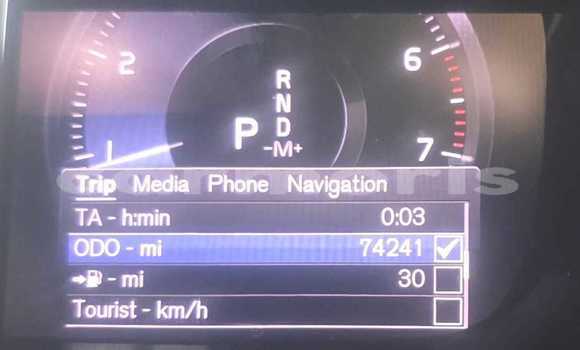 2
6
R
N
D
P
-M+
1
7
Trip Media Phone Navigation
TA - h:min 0:03
ODO - mi 74241
- mi 30
Tourist - km/h